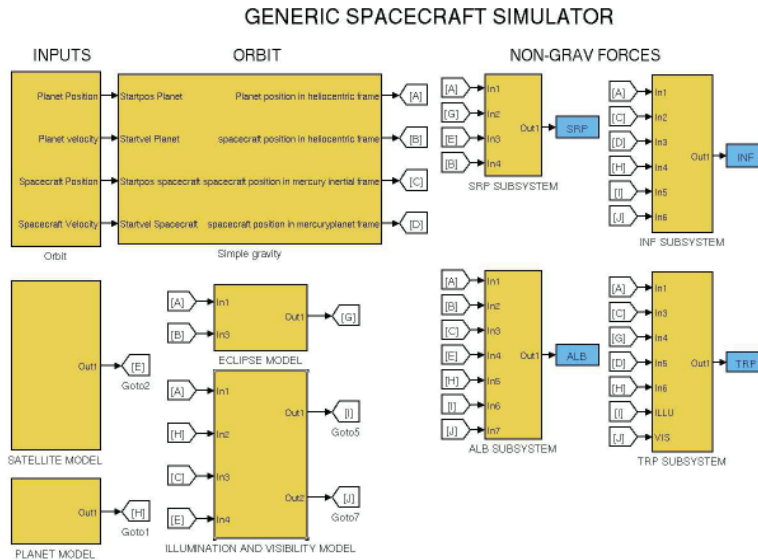 GENERIC SPACECRAFT SIMULATOR
INPUTS
ORBIT
NON-GRAV FORCES
Planet Position
Planet velocity
Spacecraft Position
Spacecraft Velocity
Orbit
Startpos Planet
Planet position in heliocentric frame
Startvel Planet
spacecraft position in heliocentric frame
Startpos spacecraft
spacecraft position in mercury inertial frame
Startvel Spacecraft
spacecraft position in mercuryplanet frame
Simple gravity
[A]
[B]
[C]
[D]
[A]
[G]
[E]
[B]
In1
In2
In3
In4
Out1
SRP
SRP SUBSYSTEM
[A]
[C]
[D]
[H]
[I]
[J]
In1
In2
In3
In4
In5
In6
Out1
INF
INF SUBSYSTEM
Out1
[E]
Goto2
SATELLITE MODEL
Out1
[H]
Goto1
PLANET MODEL
[A]
[B]
In1
In3
Out1
[G]
ECLIPSE MODEL
[A]
[H]
[C]
[E]
In1
In2
In3
In4
Out1
Out2
[I]
Goto5
[J]
Goto7
ILLUMINATION AND VISIBILITY MODEL
[A]
[B]
[C]
[E]
[H]
[I]
[J]
In1
In2
In3
In4
In5
In6
In7
Out1
ALB
ALB SUBSYSTEM
[A]
[C]
[G]
[D]
[H]
[I]
[J]
In1
In3
In4
In5
In6
ILLU
VIS
Out1
TRP
TRP SUBSYSTEM